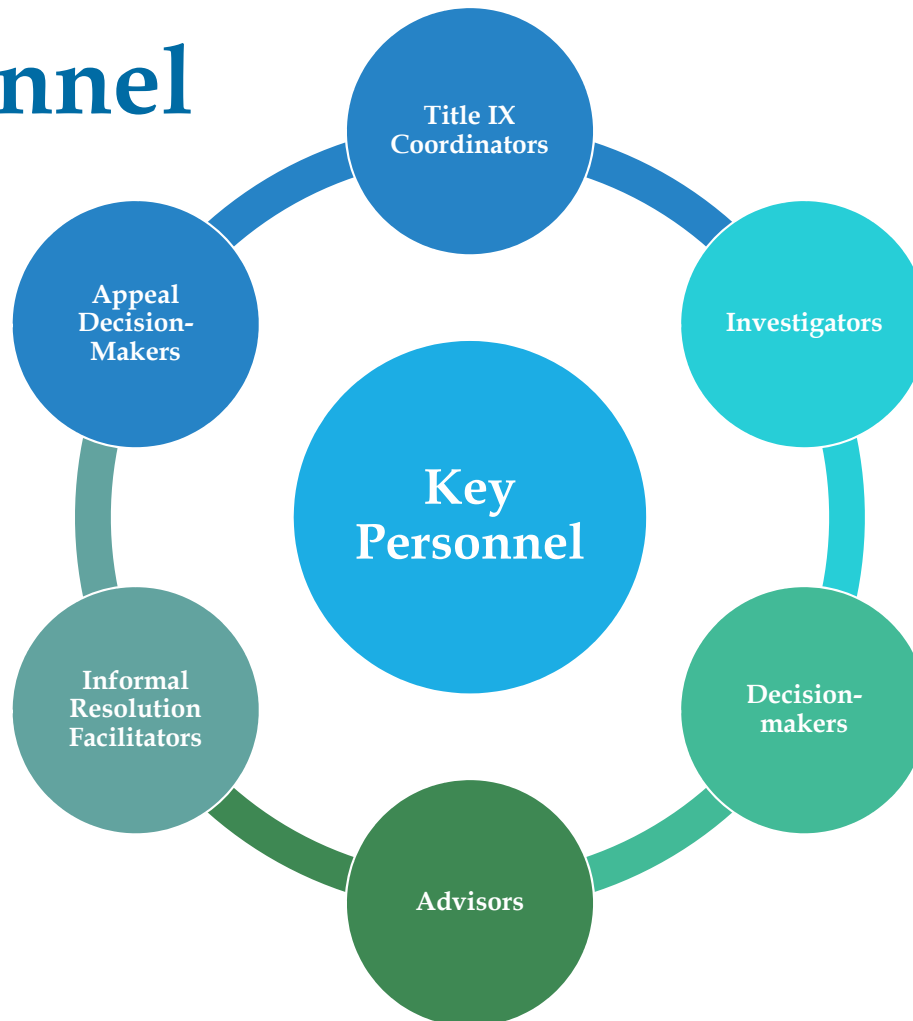 nnel
Title IX
Coordinators
Appeal
Decision-
Makers
Investigators
Key
Personnel
Informal
Resolution
Facilitators
Decision-
makers
Advisors